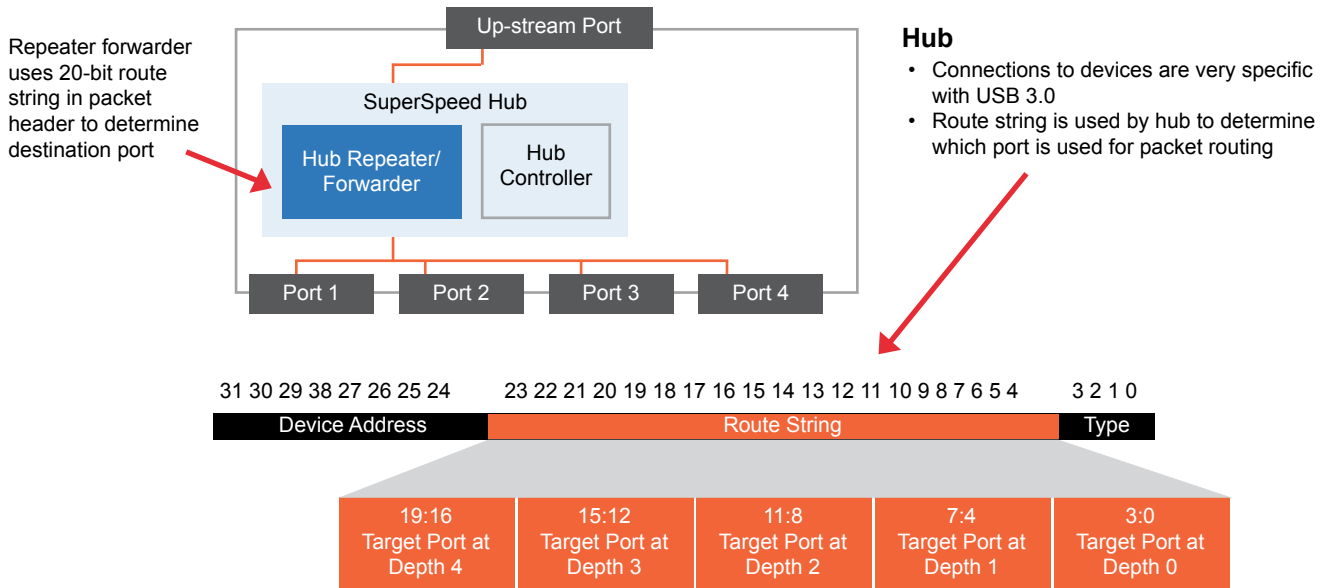 Repeater forwarder
uses 20-bit route
string in packet
header to determine
destination port
Up-stream Port
SuperSpeed Hub
Hub Repeater/
Forwarder
Hub
Controller
Port 1
Port 2
Port 3
Port 4
Hub
• Connections to devices are very specific
with USB 3.0
• Route string is used by hub to determine
which port is used for packet routing
31 30 29 38 27 26 25 24
23 22 21 20 19 18 17 16 15 14 13 12 11 10 9 8 7 6 5 4
3 2 1 0
Device Address
Route String
Type
19:16
Target Port at
Depth 4
15:12
Target Port at
Depth 3
11:8
Target Port at
Depth 2
7:4
Target Port at
Depth 1
3:0
Target Port at
Depth 0